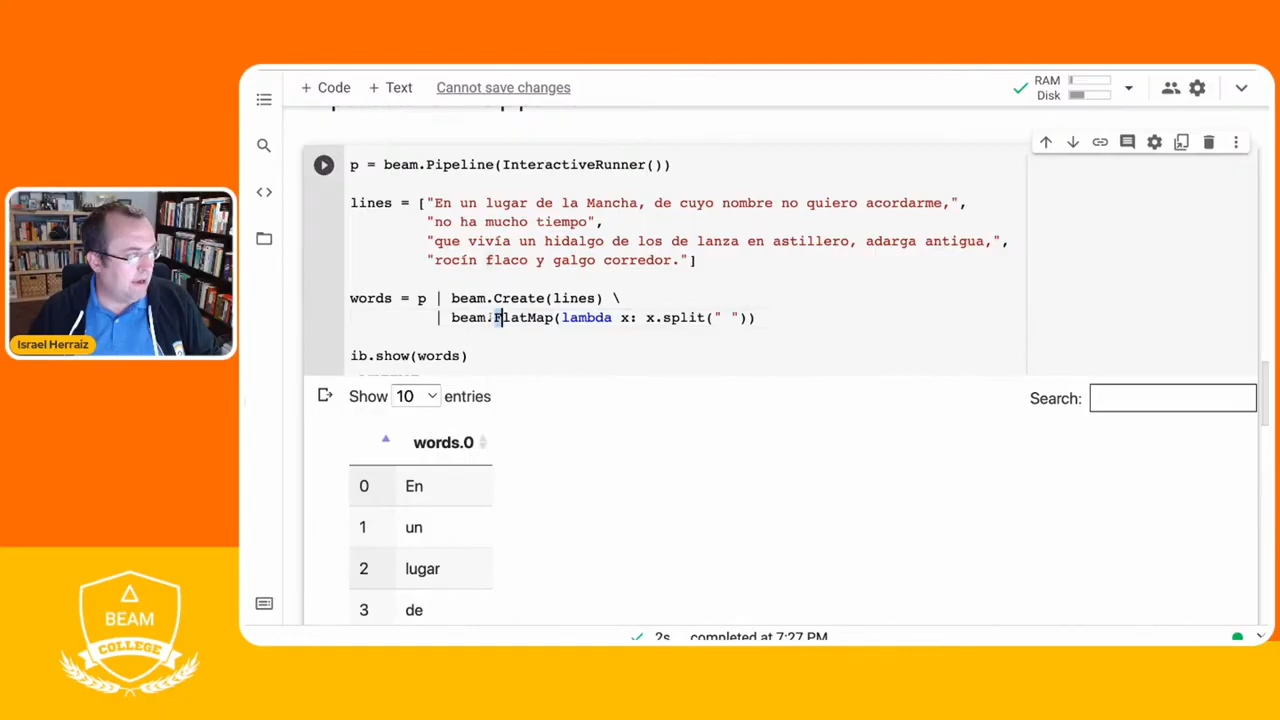 + Code + Text Cannot save changes
RAM
Disk
p = beam.Pipeline(InteractiveRunner())
lines = ["En un lugar de la Mancha, de cuyo nombre no quiero acordarme,",
"no ha mucho tiempo",
"que vivía un hidalgo de los de lanza en astillero, adarga antigua,",
"rocín flaco y galgo corredor."]
words = p | beam.Create(lines) \
| beam.FlatMap(lambda x: x.split(" "))
ib.show(words)
Show 10 entries
Search:
words.0
0 En
1 un
2 lugar
3 de
2s completed at 7:27 PM
Israel Herraiz
BEAM
COLLEGE